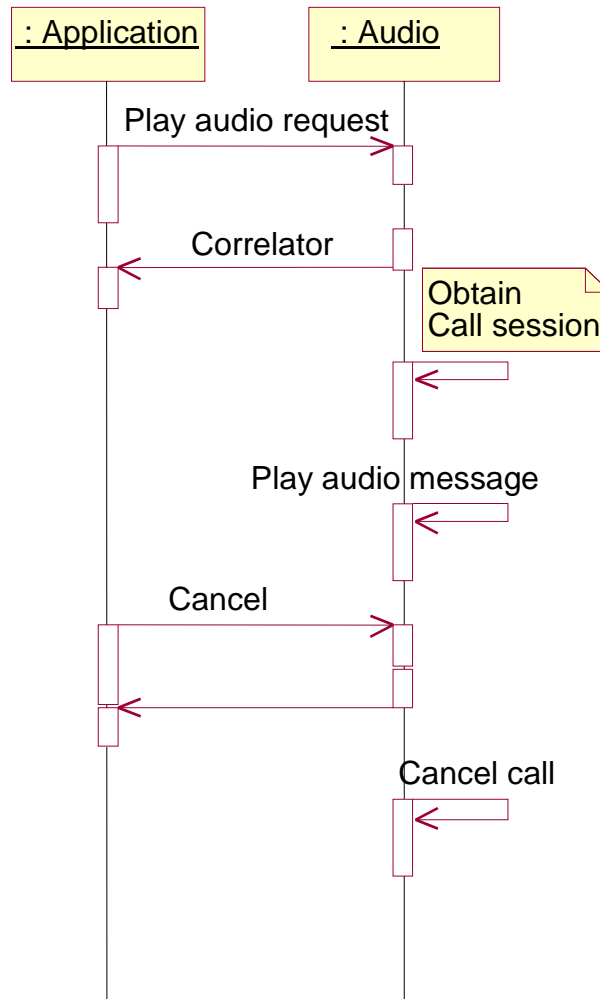 : Application
: Audio
Play audio request
Correlator
Obtain
Call session
Play audio message
Cancel
Cancel call